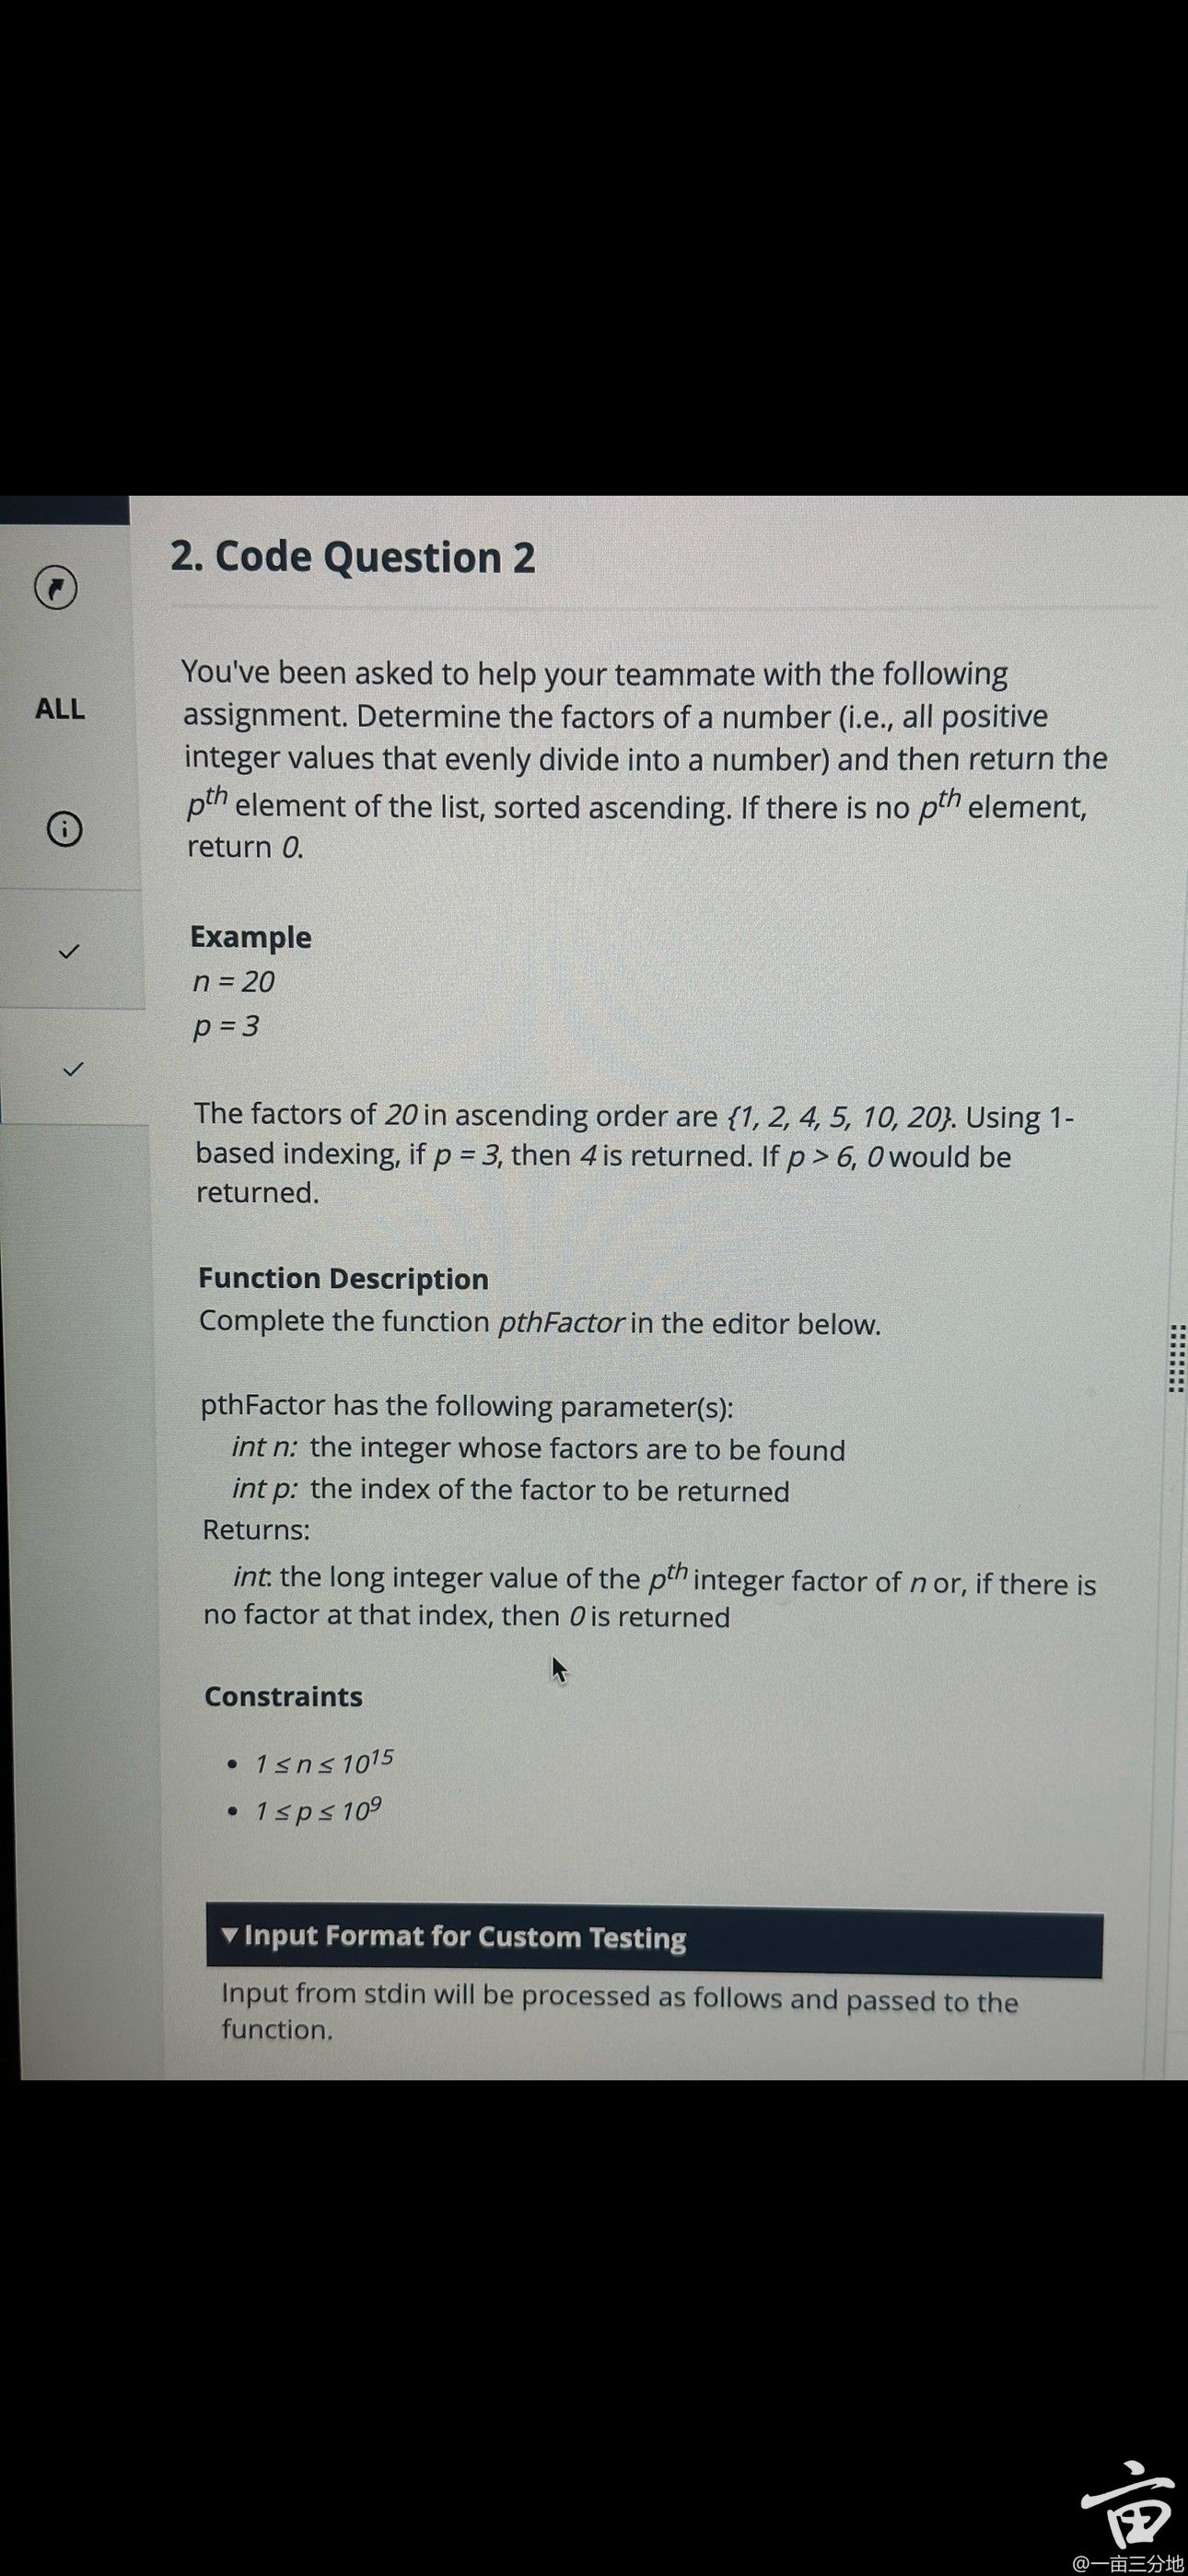 2. Code Question 2
ALL
You've been asked to help your teammate with the following
assignment. Determine the factors of a number (i.e., all positive
integer values that evenly divide into a number) and then return the
pth element of the list, sorted ascending. If there is no pth element,
return 0.
Example
n = 20
p = 3
The factors of 20 in ascending order are {1, 2, 4, 5, 10, 20}. Using 1-
based indexing, if p = 3, then 4 is returned. If p > 6, 0 would be
returned.
Function Description
Complete the function pthFactor in the editor below.
pthFactor has the following parameter(s):
int n: the integer whose factors are to be found
int p: the index of the factor to be returned
Returns:
int: the long integer value of the pth integer factor of n or, if there is
no factor at that index, then 0 is returned
Constraints
• 1 ≤ n ≤ 10^15
• 1 ≤ p ≤ 10^9
▼ Input Format for Custom Testing
Input from stdin will be processed as follows and passed to the
function.
亩
@一亩三分地